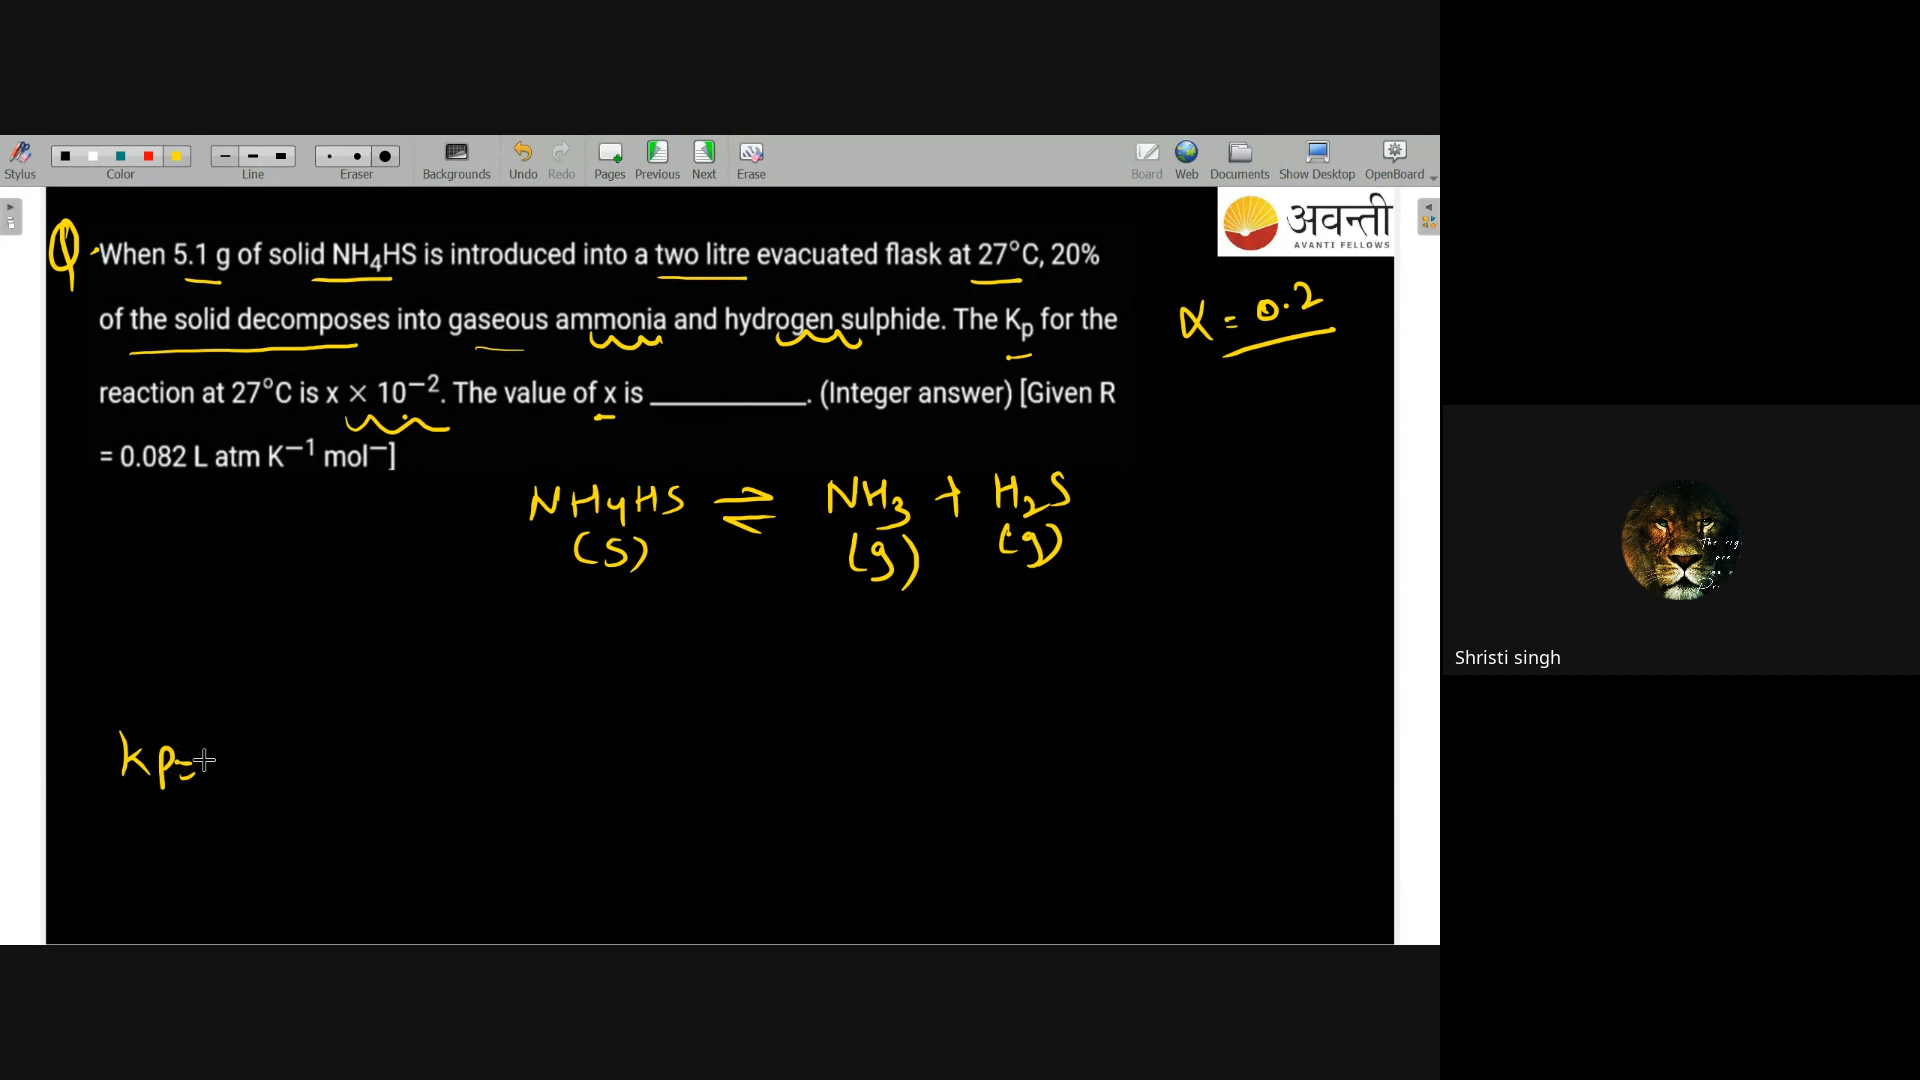 Stylus
Color
Line
Eraser
Backgrounds
Undo
Redo
Pages
Previous
Next
Erase
Board
Web
Documents
Show Desktop
OpenBoard
अवन्ती
AVANTI FELLOWS
Q. When 5.1 g of solid NH₄HS is introduced into a two litre evacuated flask at 27°C, 20%
of the solid decomposes into gaseous ammonia and hydrogen sulphide. The Kₚ for the
reaction at 27°C is x × 10⁻². The value of x is ___________. (Integer answer) [Given R
= 0.082 L atm K⁻¹ mol⁻]
α = 0.2
NH4HS ⇌ NH₃ + H₂S
(S) (g) (g)
kp=
Shristi singh